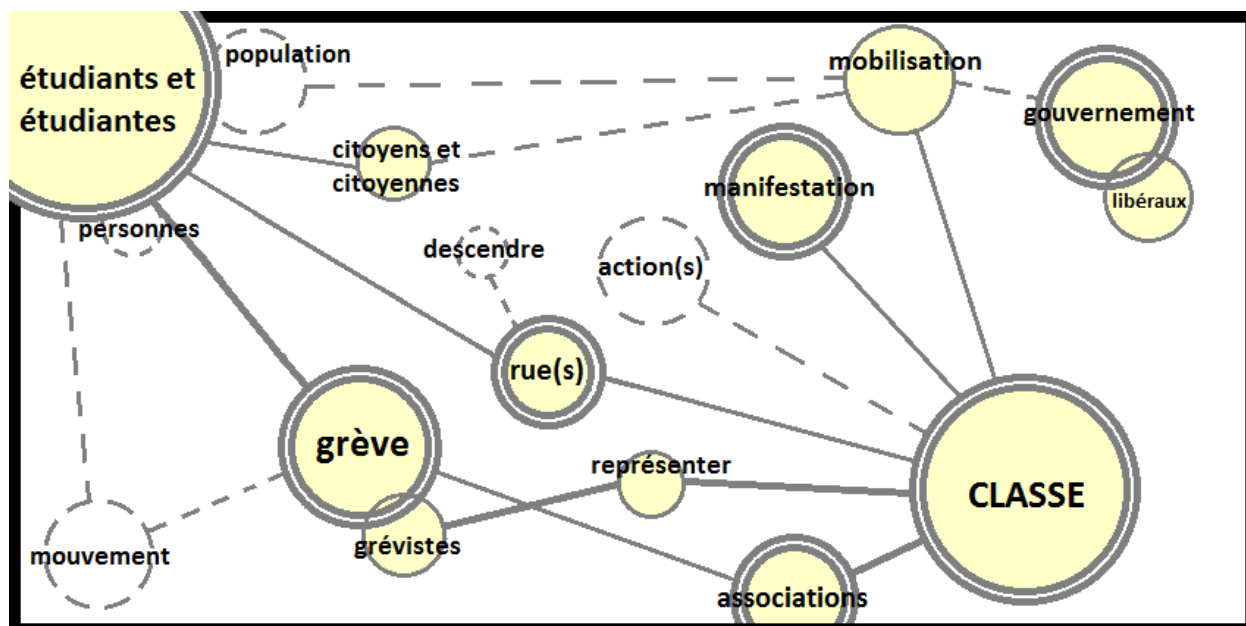 étudiants et
étudiantes
population
mobilisation
gouvernement
citoyens et
citoyennes
manifestation
libéraux
personnes
descendre
action(s)
rue(s)
grève
représenter
CLASSE
mouvement
grévistes
associations